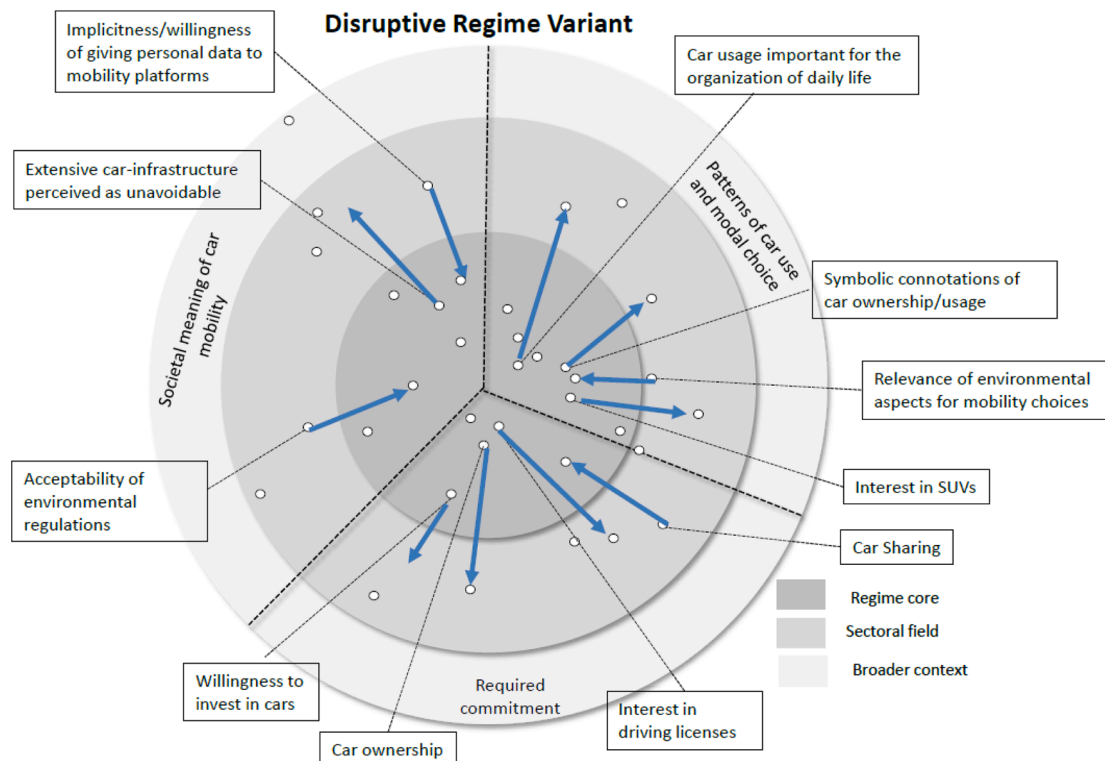 Disruptive Regime Variant
Implicitness/willingness
of giving personal data to
mobility platforms
Car usage important for the
organization of daily life
Extensive car-infrastructure
perceived as unavoidable
Patterns of car use
and modal choice
Societal meaning of car
mobility
Symbolic connotations of
car ownership/usage
Relevance of environmental
aspects for mobility choices
Acceptability of
environmental
regulations
Interest in SUVs
Car Sharing
Regime core
Sectoral field
Broader context
Willingness to
invest in cars
Required
commitment
Interest in
driving licenses
Car ownership